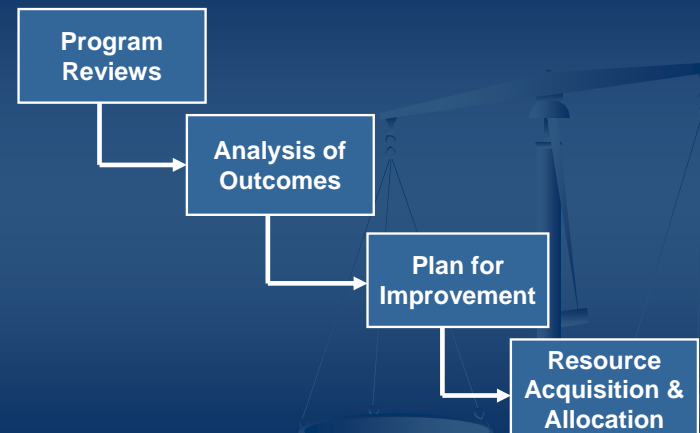 Program
Reviews
Analysis of
Outcomes
Plan for
Improvement
Resource
Acquisition &
Allocation